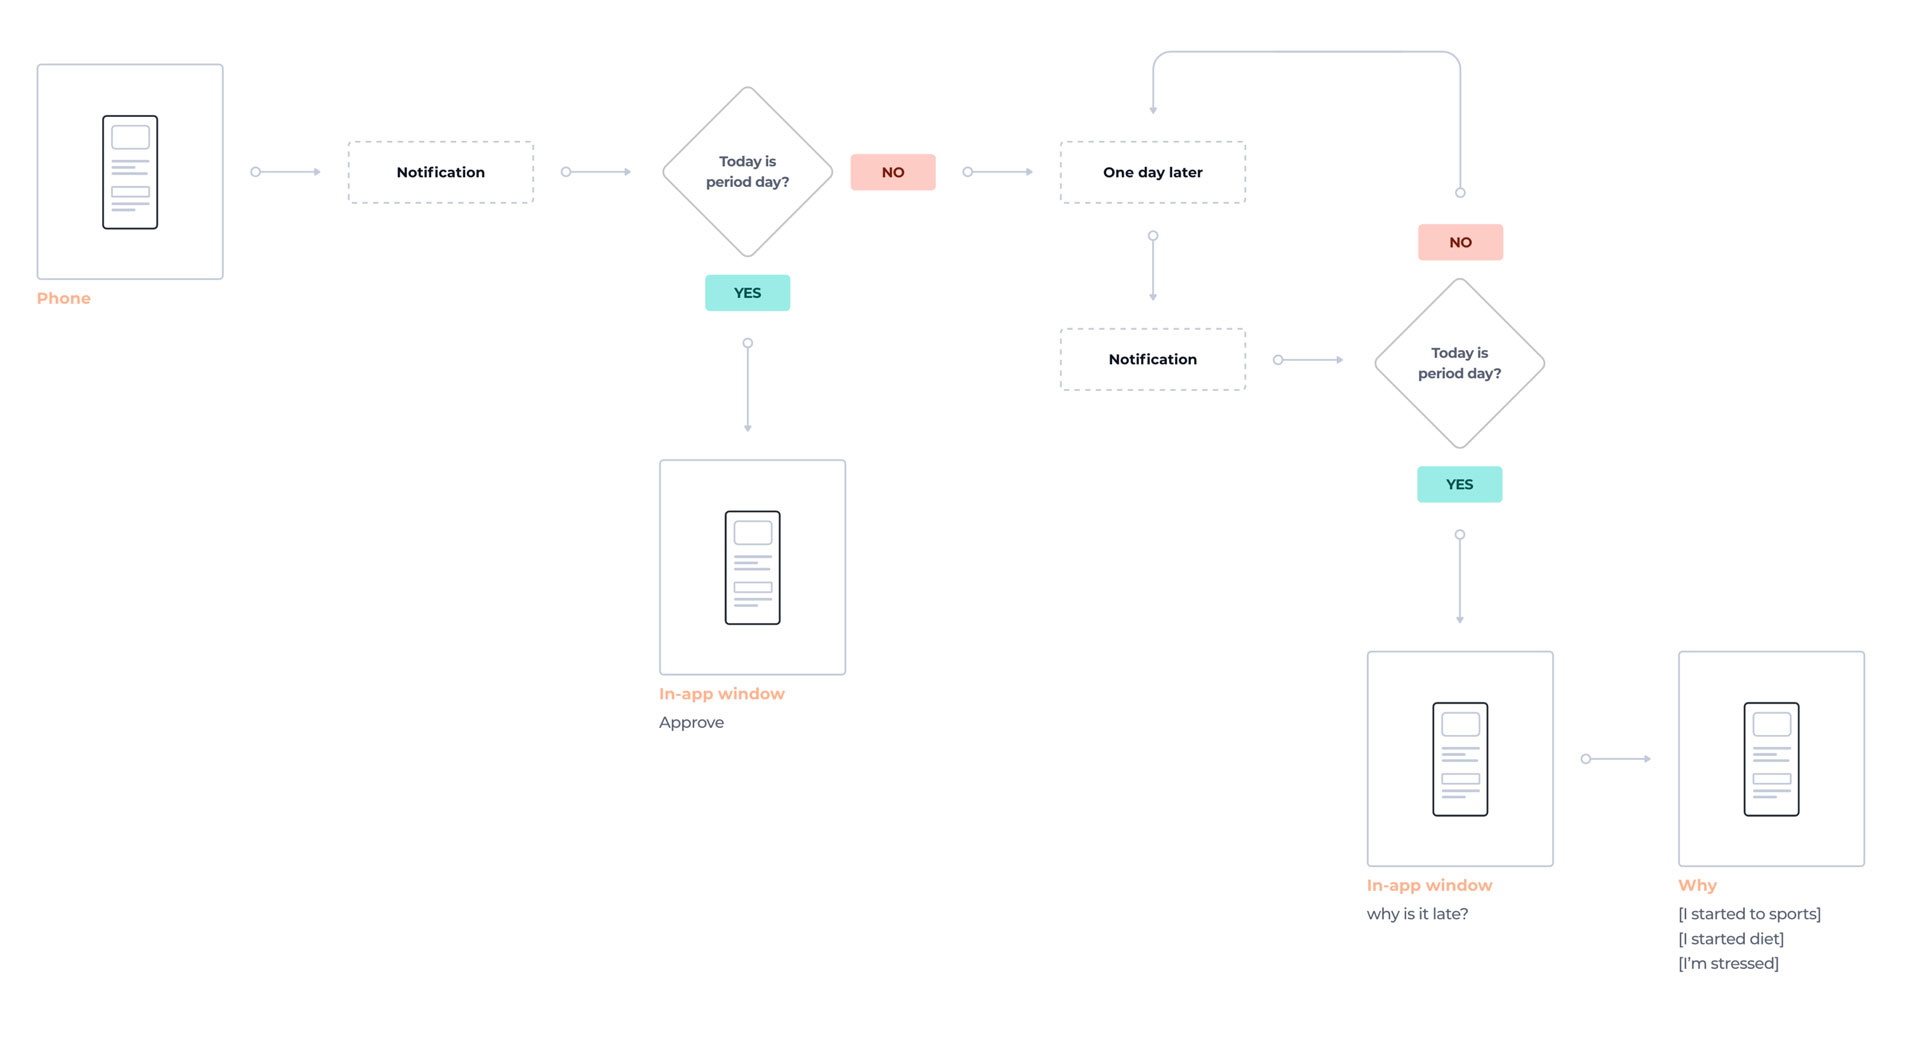 Phone
Notification
Today is
period day?
NO
YES
In-app window
Approve
One day later
Notification
NO
Today is
period day?
YES
In-app window
why is it late?
Why
[I started to sports]
[I started diet]
[I'm stressed]